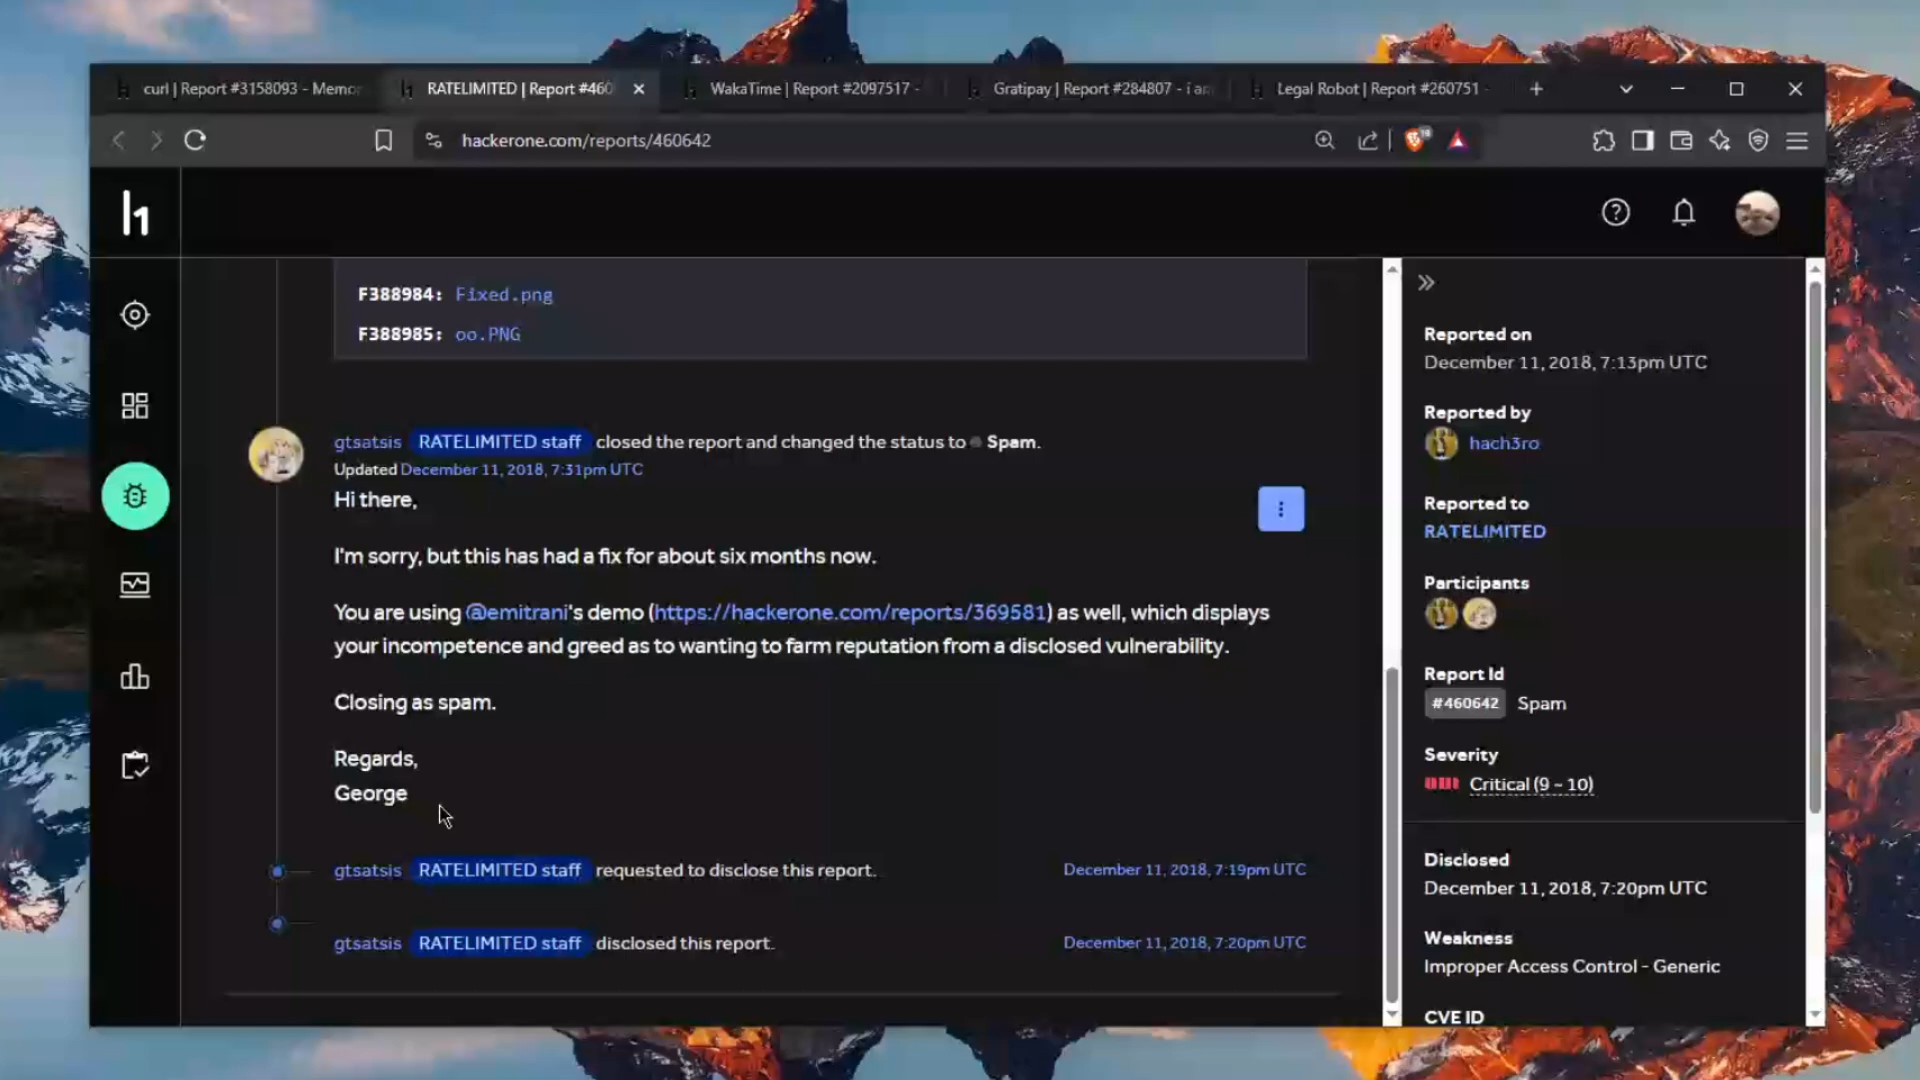 curl | Report #3158093 - Memor
RATELIMITED | Report #460
WakaTime | Report #2097517 -
Gratipay | Report #284807 - i an
Legal Robot | Report #260751 -
hackerone.com/reports/460642
h1
F388984: Fixed.png
F388985: oo.PNG
gtsatsis RATELIMITED staff closed the report and changed the status to Spam.
Updated December 11, 2018, 7:31pm UTC
Hi there,
I'm sorry, but this has had a fix for about six months now.
You are using @emitrani's demo (https://hackerone.com/reports/369581) as well, which displays
your incompetence and greed as to wanting to farm reputation from a disclosed vulnerability.
Closing as spam.
Regards,
George
gtsatsis RATELIMITED staff requested to disclose this report. December 11, 2018, 7:19pm UTC
gtsatsis RATELIMITED staff disclosed this report. December 11, 2018, 7:20pm UTC
Reported on
December 11, 2018, 7:13pm UTC
Reported by
hach3ro
Reported to
RATELIMITED
Participants
Report Id
#460642 Spam
Severity
Critical (9 – 10)
Disclosed
December 11, 2018, 7:20pm UTC
Weakness
Improper Access Control - Generic
CVE ID